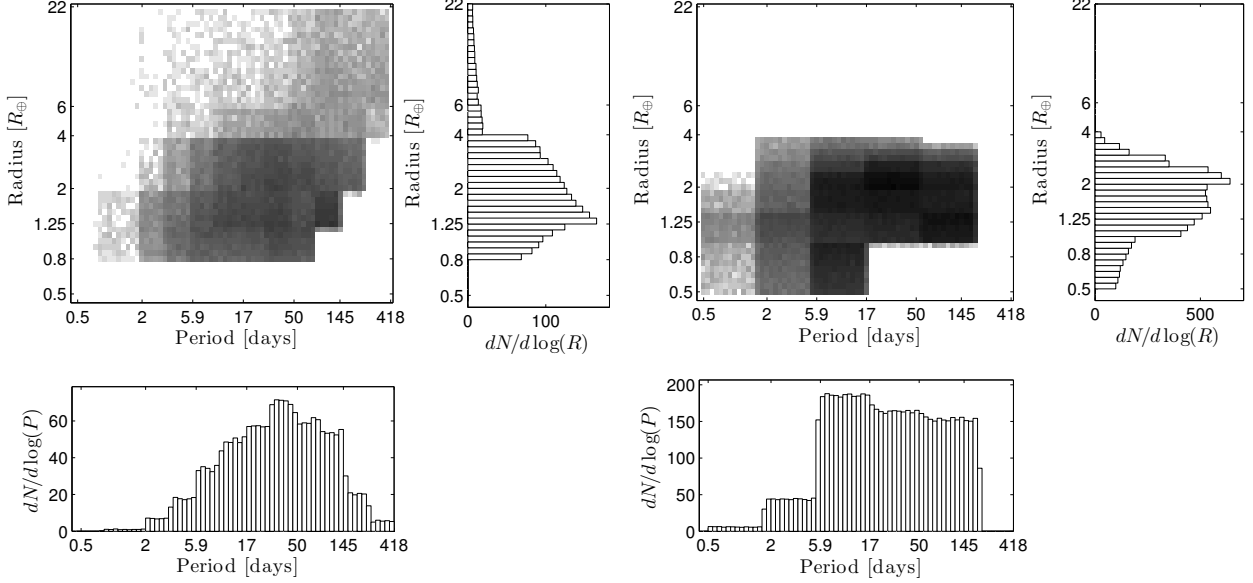 22
6
4
2
1.25
0.8
0.5
Radius [R⊕]
0.5 2 5.9 17 50 145 418
Period [days]
22
6
4
2
1.25
0.8
0.5
Radius [R⊕]
0 100
dN/d log(R)
22
6
4
2
1.25
0.8
0.5
Radius [R⊕]
0.5 2 5.9 17 50 145 418
Period [days]
22
6
4
2
1.25
0.8
0.5
Radius [R⊕]
0 500
dN/d log(R)
60
40
20
0
dN/d log(P)
0.5 2 5.9 17 50 145 418
Period [days]
200
150
100
50
0
dN/d log(P)
0.5 2 5.9 17 50 145 418
Period [days]